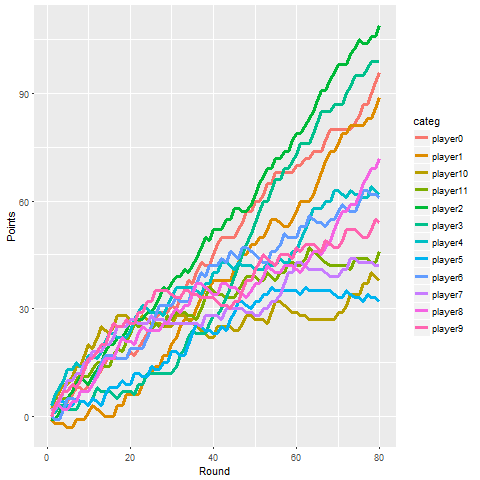 90
60
30
0
Points
0
20
40
60
80
Round
categ
player0
player1
player10
player11
player2
player3
player4
player5
player6
player7
player8
player9